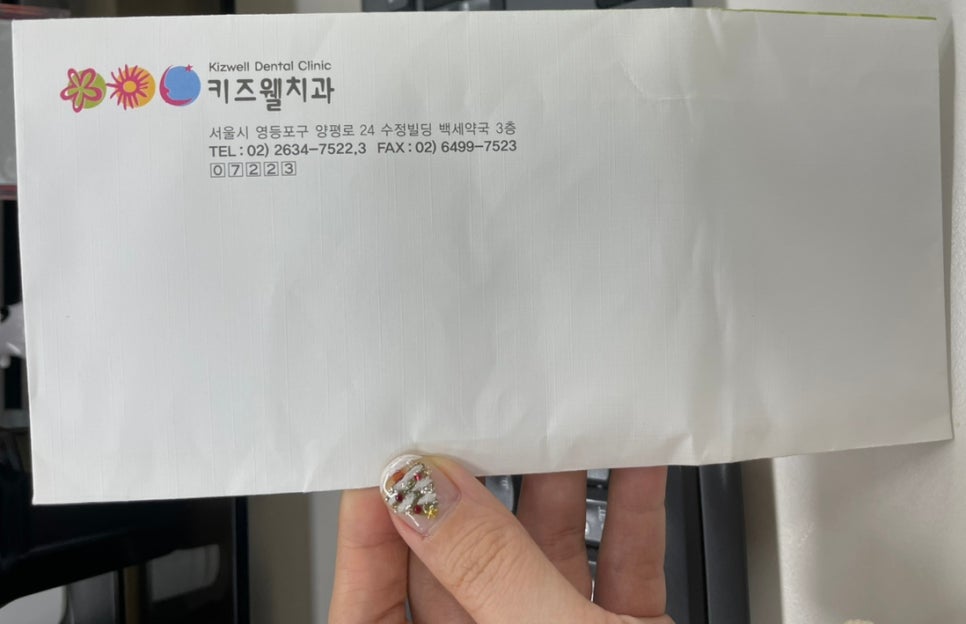 Kizwell Dental Clinic
키즈웰치과
서울시 영등포구 양평로 24 수정빌딩 백세약국 3층
TEL : 02) 2634-7522,3 FAX : 02) 6499-7523
07223